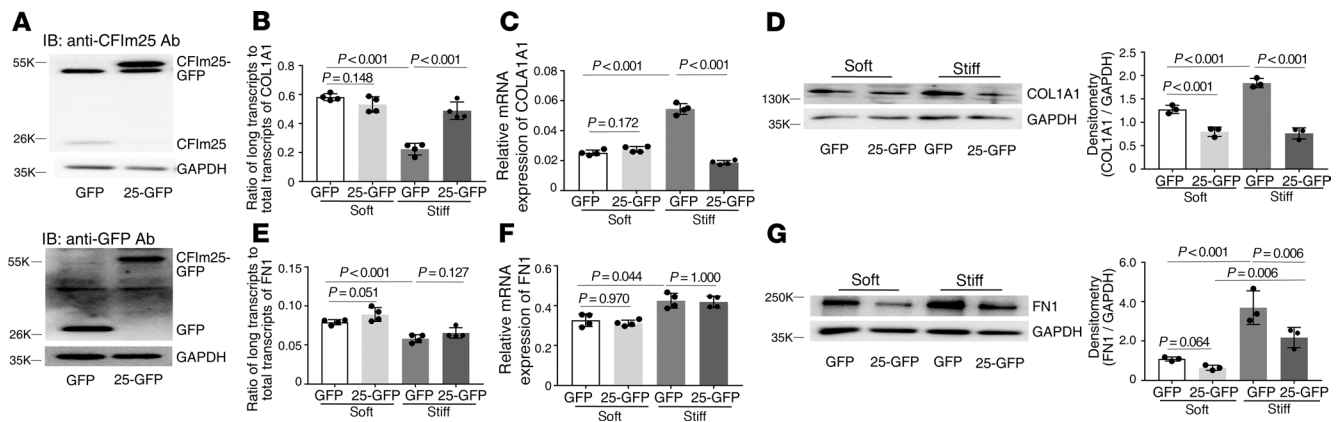 A
IB: anti-CFIm25 Ab
55K
CFIm25-
GFP
26K
CFIm25
35K
GAPDH
GFP 25-GFP
IB: anti-GFP Ab
55K
CFIm25-
GFP
26K
GFP
35K
GAPDH
GFP 25-GFP
B
Ratio of long transcripts to
total transcripts of COL1A1
1.0
0.8
0.6
0.4
0.2
0
P < 0.001 P < 0.001
P = 0.148
GFP 25-GFP GFP 25-GFP
Soft Stiff
C
Relative mRNA
expression of COLA1A1
0.08
0.06
0.04
0.02
0
P < 0.001 P < 0.001
P = 0.172
GFP 25-GFP GFP 25-GFP
Soft Stiff
D
Soft Stiff
130K
COL1A1
35K
GAPDH
GFP 25-GFP GFP 25-GFP
Densitometry
(COL1A1 / GAPDH)
2.5
2.0
1.5
1.0
0.5
0
P < 0.001 P < 0.001
P < 0.001
GFP 25-GFP GFP 25-GFP
Soft Stiff
E
Ratio of long transcripts to
total transcripts of FN1
0.15
0.10
0.05
0
P < 0.001 P = 0.127
P = 0.051
GFP 25-GFP GFP 25-GFP
Soft Stiff
F
Relative mRNA
expression of FN1
0.6
0.4
0.2
0
P = 0.044 P = 1.000
P = 0.970
GFP 25-GFP GFP 25-GFP
Soft Stiff
G
Soft Stiff
250K
FN1
35K
GAPDH
GFP 25-GFP GFP 25-GFP
Densitometry
(FN1 / GAPDH)
6.0
4.0
2.0
0
P < 0.001 P = 0.006
P = 0.006
P = 0.064
GFP 25-GFP GFP 25-GFP
Soft Stiff